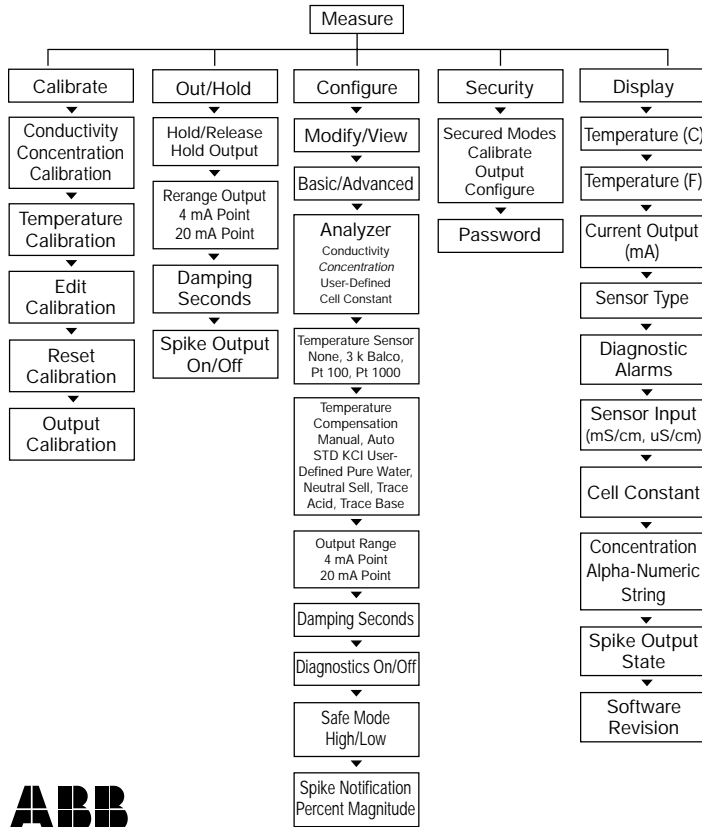 Measure
Calibrate
Conductivity
Concentration
Calibration
Temperature
Calibration
Edit
Calibration
Reset
Calibration
Output
Calibration
Out/Hold
Hold/Release
Hold Output
Rerange Output
4 mA Point
20 mA Point
Damping
Seconds
Spike Output
On/Off
Configure
Modify/View
Basic/Advanced
Analyzer
Conductivity
Concentration
User-Defined
Cell Constant
Temperature Sensor
None, 3 k Balco,
Pt 100, Pt 1000
Temperature
Compensation
Manual, Auto
STD KCI User-
Defined Pure Water,
Neutral Sell, Trace
Acid, Trace Base
Output Range
4 mA Point
20 mA Point
Damping Seconds
Diagnostics On/Off
Safe Mode
High/Low
Spike Notification
Percent Magnitude
Security
Secured Modes
Calibrate
Output
Configure
Password
Display
Temperature (C)
Temperature (F)
Current Output
(mA)
Sensor Type
Diagnostic
Alarms
Sensor Input
(mS/cm, uS/cm)
Cell Constant
Concentration
Alpha-Numeric
String
Spike Output
State
Software
Revision
ABB